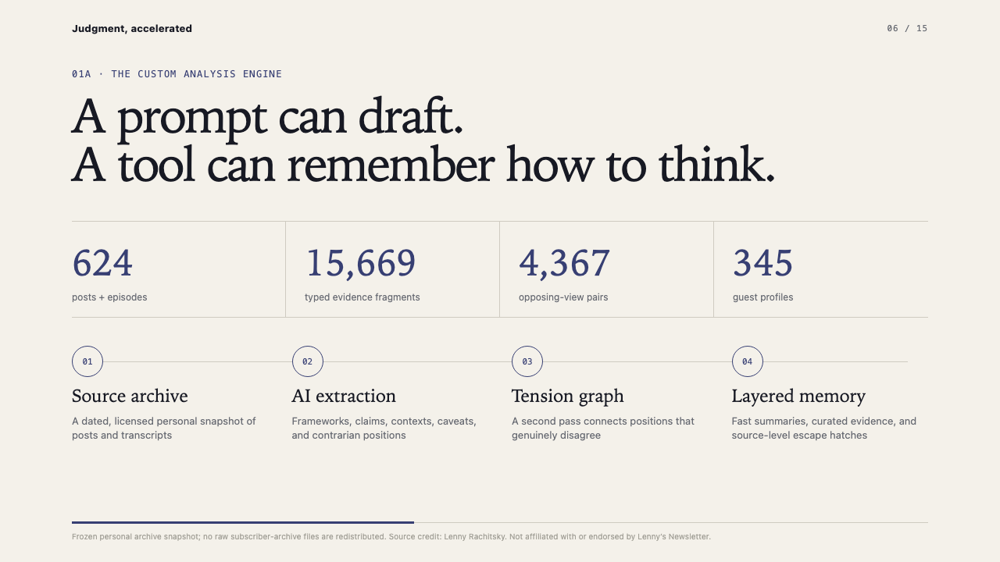 Judgment, accelerated
06 / 15
01A · THE CUSTOM ANALYSIS ENGINE
A prompt can draft.
A tool can remember how to think.
624
posts + episodes
15,669
typed evidence fragments
4,367
opposing-view pairs
345
guest profiles
01
Source archive
A dated, licensed personal snapshot of
posts and transcripts
02
AI extraction
Frameworks, claims, contexts, caveats,
and contrarian positions
03
Tension graph
A second pass connects positions that
genuinely disagree
04
Layered memory
Fast summaries, curated evidence, and
source-level escape hatches
Frozen personal archive snapshot; no raw subscriber-archive files are redistributed. Source credit: Lenny Rachitsky. Not affiliated with or endorsed by Lenny's Newsletter.